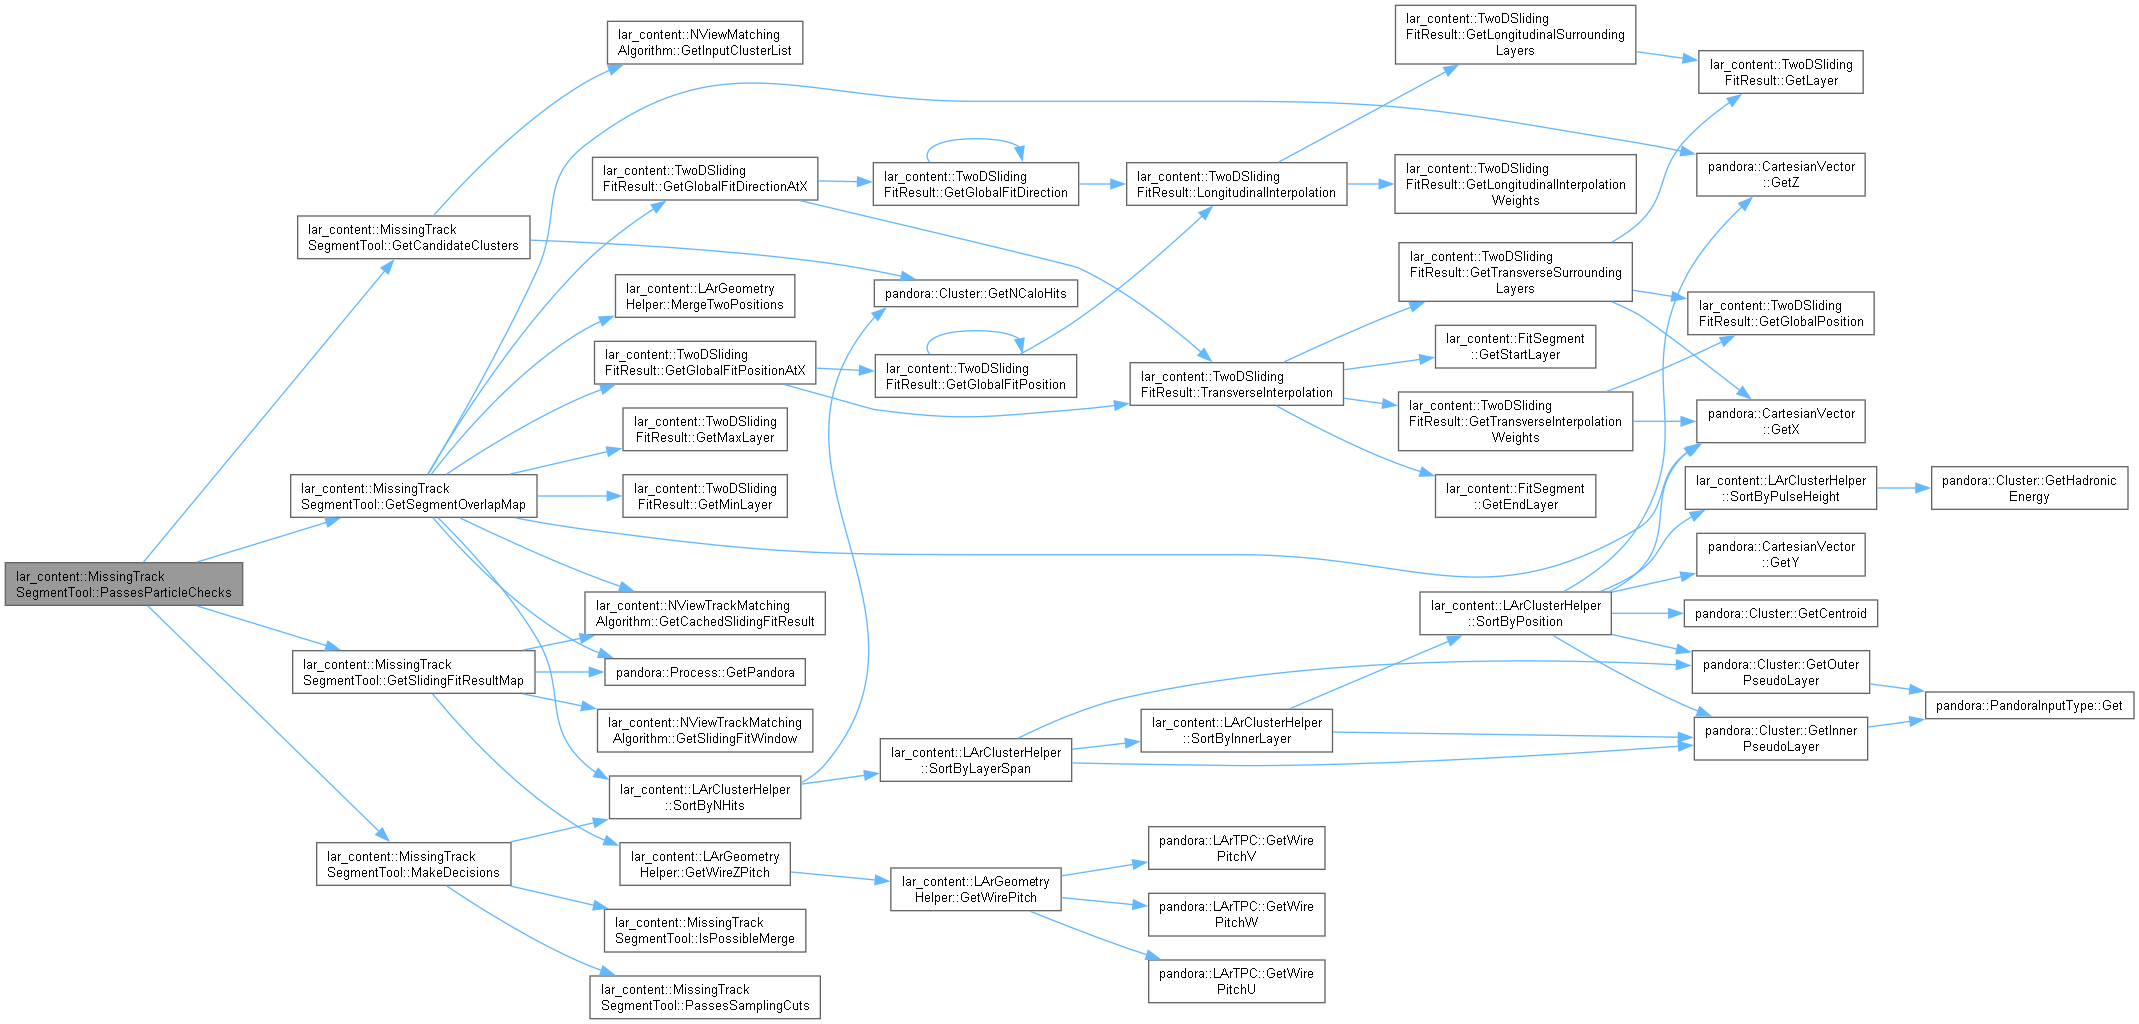 lar_content::MissingTrack
SegmentTool::PassesParticleChecks
lar_content::MissingTrack
SegmentTool::GetCandidateClusters
lar_content::MissingTrack
SegmentTool::GetSegmentOverlapMap
lar_content::MissingTrack
SegmentTool::GetSlidingFitResultMap
lar_content::MissingTrack
SegmentTool::MakeDecisions
lar_content::NViewMatching
Algorithm::GetInputClusterList
lar_content::TwoDSliding
FitResult::GetGlobalFitDirectionAtX
lar_content::LArGeometry
Helper::MergeTwoPositions
lar_content::TwoDSliding
FitResult::GetGlobalFitPositionAtX
lar_content::TwoDSliding
FitResult::GetMaxLayer
lar_content::TwoDSliding
FitResult::GetMinLayer
lar_content::NViewTrackMatching
Algorithm::GetCachedSlidingFitResult
pandora::Process::GetPandora
lar_content::NViewTrackMatching
Algorithm::GetSlidingFitWindow
lar_content::LArClusterHelper
::SortByNHits
lar_content::LArGeometry
Helper::GetWireZPitch
lar_content::MissingTrack
SegmentTool::IsPossibleMerge
lar_content::MissingTrack
SegmentTool::PassesSamplingCuts
lar_content::TwoDSliding
FitResult::GetGlobalFitDirection
pandora::Cluster::GetNCaloHits
lar_content::TwoDSliding
FitResult::GetGlobalFitPosition
lar_content::LArClusterHelper
::SortByLayerSpan
lar_content::LArGeometry
Helper::GetWirePitch
lar_content::TwoDSliding
FitResult::LongitudinalInterpolation
lar_content::TwoDSliding
FitResult::TransverseInterpolation
lar_content::LArClusterHelper
::SortByInnerLayer
pandora::LArTPC::GetWire
PitchV
pandora::LArTPC::GetWire
PitchW
pandora::LArTPC::GetWire
PitchU
lar_content::TwoDSliding
FitResult::GetLongitudinalSurrounding
Layers
lar_content::TwoDSliding
FitResult::GetLongitudinalInterpolation
Weights
lar_content::TwoDSliding
FitResult::GetTransverseSurrounding
Layers
lar_content::FitSegment
::GetStartLayer
lar_content::TwoDSliding
FitResult::GetTransverseInterpolation
Weights
lar_content::FitSegment
::GetEndLayer
lar_content::LArClusterHelper
::SortByPosition
lar_content::TwoDSliding
FitResult::GetLayer
pandora::CartesianVector
::GetZ
lar_content::TwoDSliding
FitResult::GetGlobalPosition
pandora::CartesianVector
::GetX
lar_content::LArClusterHelper
::SortByPulseHeight
pandora::CartesianVector
::GetY
pandora::Cluster::GetCentroid
pandora::Cluster::GetOuter
PseudoLayer
pandora::Cluster::GetInner
PseudoLayer
pandora::Cluster::GetHadronic
Energy
pandora::PandoraInputType::Get